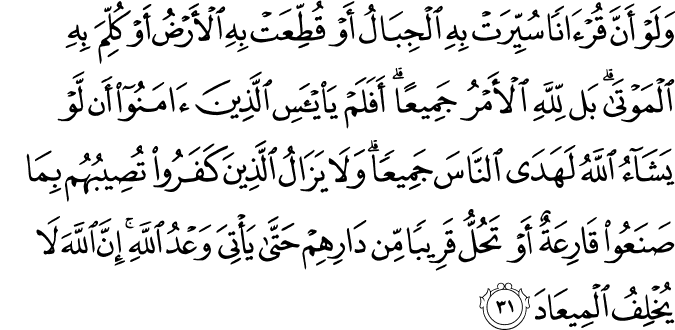 وَلَوْ أَنَّ قُرْءَانًا سُيِّرَتْ بِهِ ٱلْجِبَالُ أَوْ قُطِّعَتْ بِهِ ٱلْأَرْضُ أَوْ كُلِّمَ بِهِ
ٱلْمَوْتَىٰ ۗ بَل لِّلَّهِ ٱلْأَمْرُ جَمِيعًا ۗ أَفَلَمْ يَا۟يْـَٔسِ ٱلَّذِينَ ءَامَنُوٓا۟ أَن لَّوْ
يَشَآءُ ٱللَّهُ لَهَدَى ٱلنَّاسَ جَمِيعًا ۗ وَلَا يَزَالُ ٱلَّذِينَ كَفَرُوا۟ تُصِيبُهُم بِمَا
صَنَعُوا۟ قَارِعَةٌ أَوْ تَحُلُّ قَرِيبًا مِّن دَارِهِمْ حَتَّىٰ يَأْتِىَ وَعْدُ ٱللَّهِ ۚ إِنَّ ٱللَّهَ لَا
يُخْلِفُ ٱلْمِيعَادَ ٣١